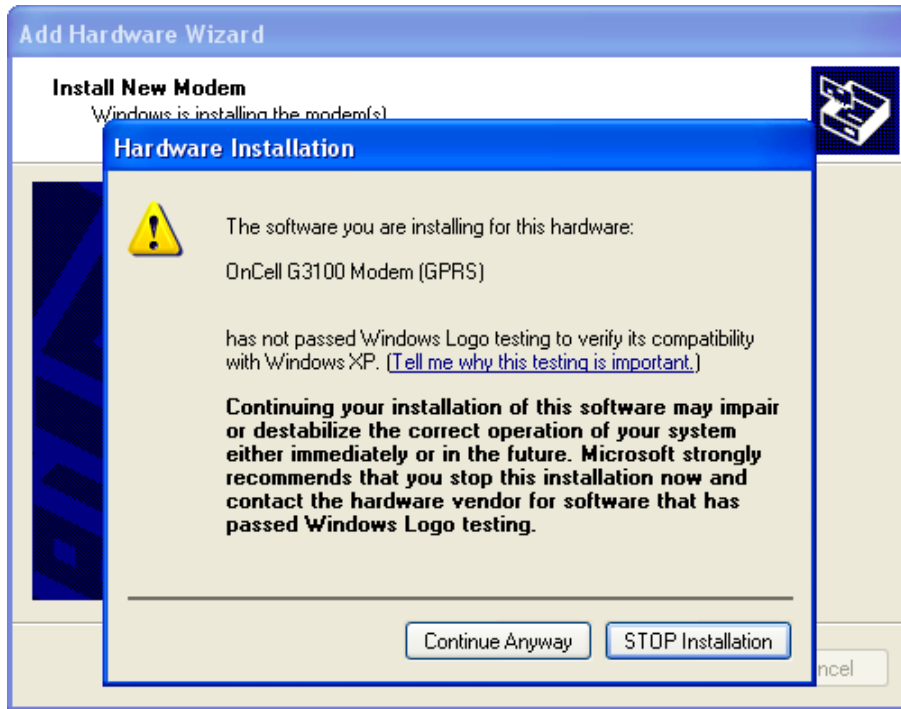 Add Hardware Wizard
Install New Modem
Windows is installing the modem(s)
Hardware Installation
The software you are installing for this hardware:
OnCell G3100 Modem (GPRS)
has not passed Windows Logo testing to verify its compatibility
with Windows XP. (Tell me why this testing is important.)
Continuing your installation of this software may impair
or destabilize the correct operation of your system
either immediately or in the future. Microsoft strongly
recommends that you stop this installation now and
contact the hardware vendor for software that has
passed Windows Logo testing.
Continue Anyway STOP Installation
ncel